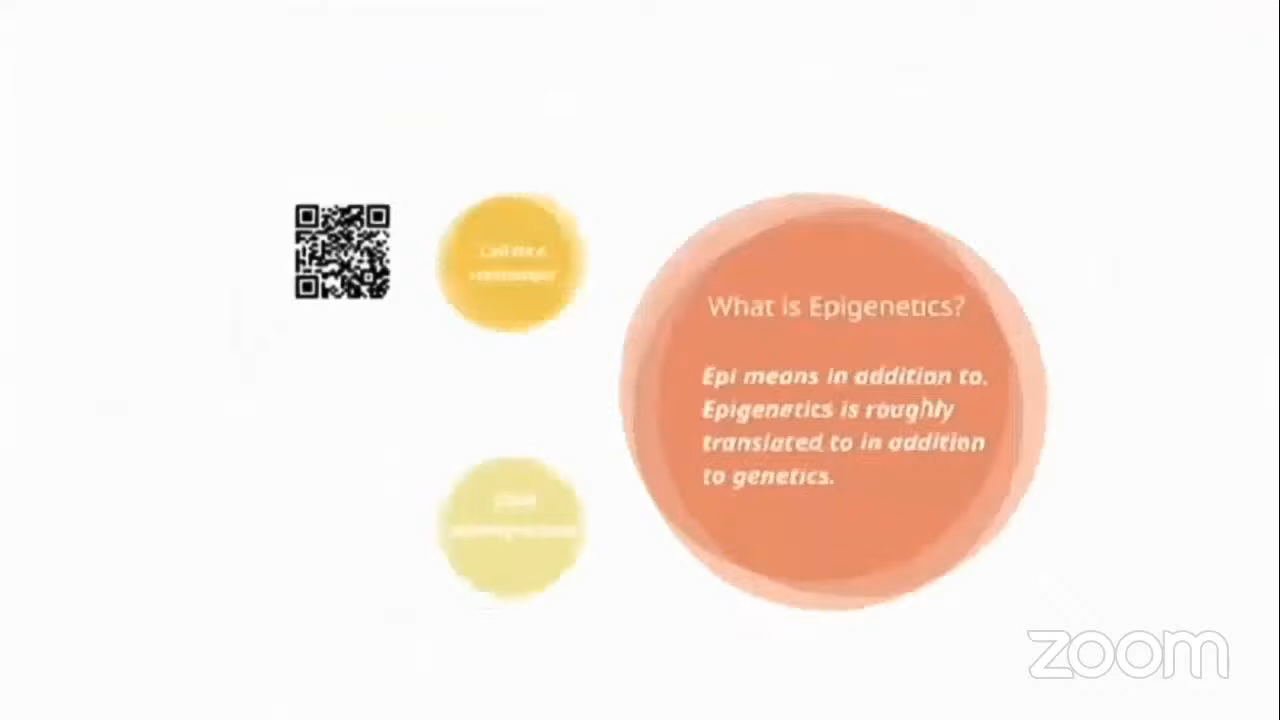 What is Epigenetics?
Epi means in addition to.
Epigenetics is roughly
translated to in addition
to genetics.
zoom